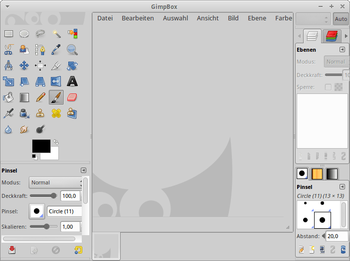 GimpBox
Datei Bearbeiten Auswahl Ansicht Bild Ebene Farbe
Auto
Ebenen
Modus: Normal
Deckkraft:
Sperre:
Pinsel
Modus: Normal
Deckkraft: 100,0
Pinsel: Circle (11)
Skalieren: 1,00
Pinsel
Circle (11) (13 × 13)
Abstand: 20,0